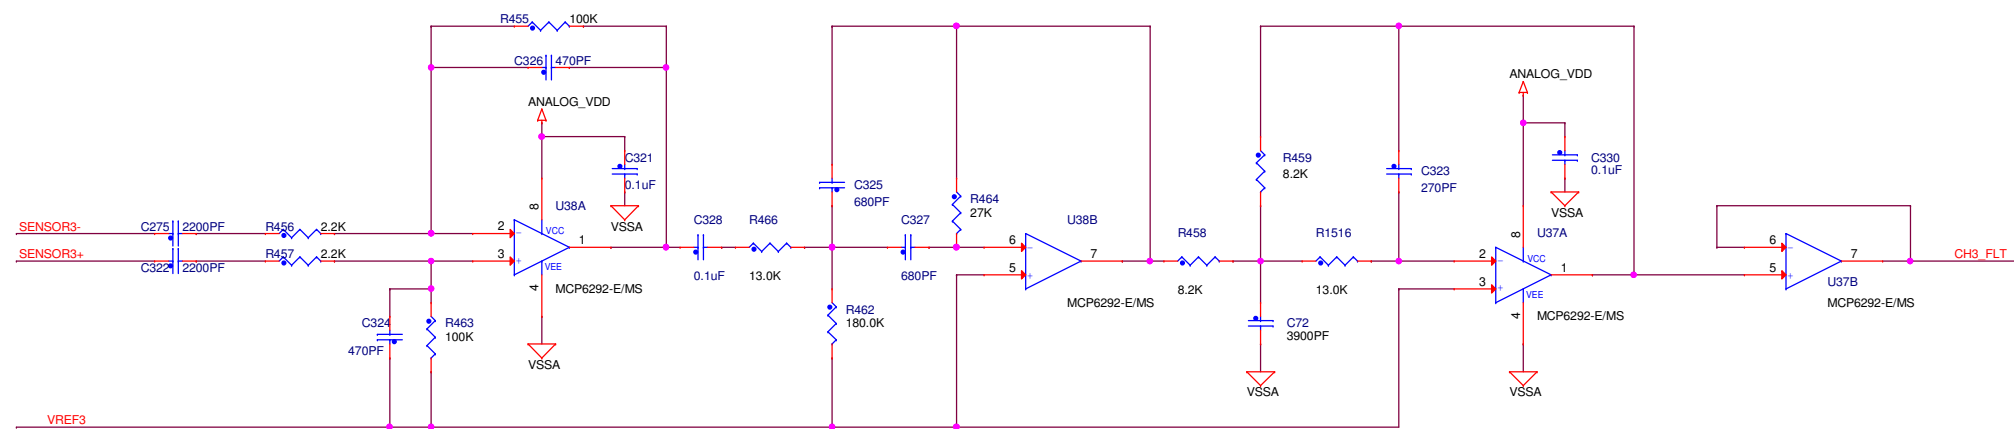 R455 100K
C326 470PF
ANALOG_VDD
C321
0.1uF
VSSA
U38A
8
VCC
2
3
1
VEE
4
MCP6292-E/MS
VSSA
SENSOR3-
C275 2200PF
R456 2.2K
SENSOR3+
C322 2200PF
R457 2.2K
C324
470PF
R463
100K
VREF3
C328
0.1uF
R466
13.0K
C325
680PF
C327
680PF
R464
27K
R462
180.0K
U38B
6
5
7
MCP6292-E/MS
R458
8.2K
R459
8.2K
R1516
13.0K
C72
3900PF
VSSA
C323
270PF
ANALOG_VDD
C330
0.1uF
VSSA
U37A
8
VCC
2
3
1
VEE
4
MCP6292-E/MS
VSSA
6
5
7
U37B
MCP6292-E/MS
CH3_FLT